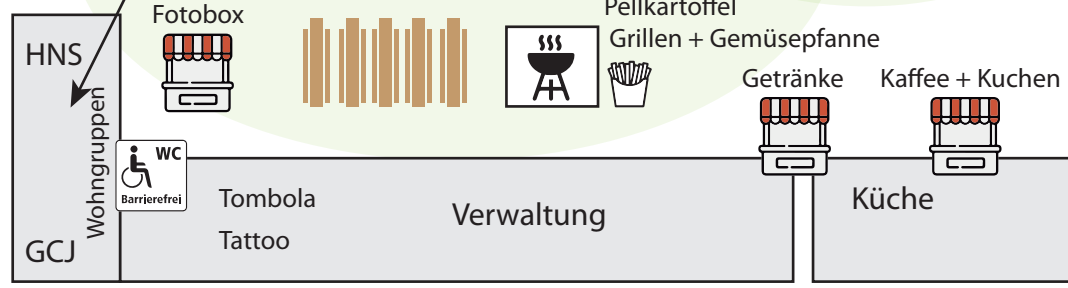 Pellkartoffel
Fotobox
Grillen + Gemüsepfanne
HNS
Getränke
Kaffee + Kuchen
Wohngruppen
WC
Barrierefrei
Tombola
Küche
Verwaltung
Tattoo
GCJ